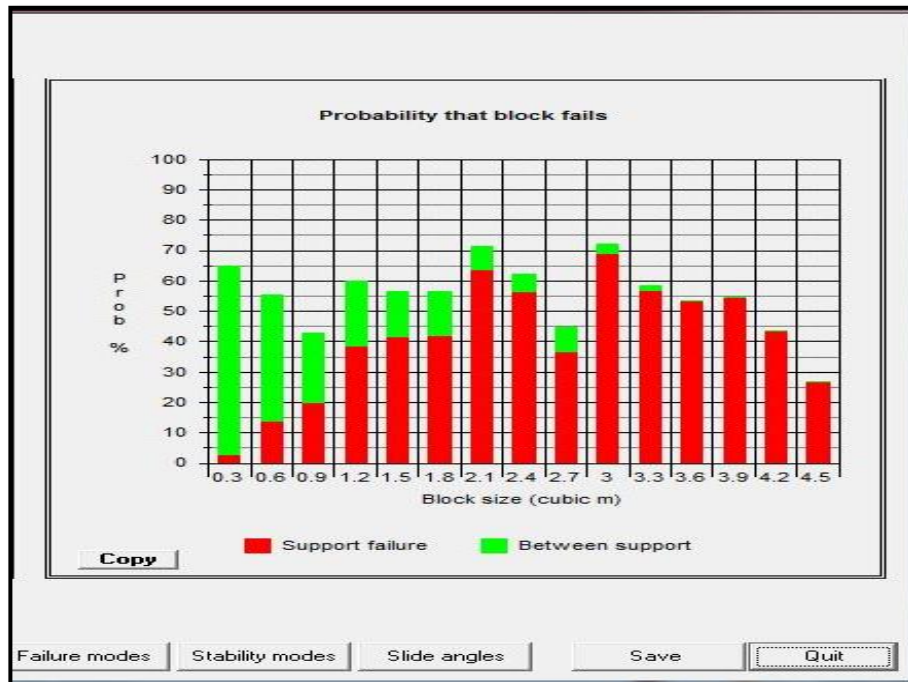 Probability that block fails
100
90
80
70
60
50
40
30
20
10
0
Prob %
0.3 0.6 0.9 1.2 1.5 1.8 2.1 2.4 2.7 3 3.3 3.6 3.9 4.2 4.5
Block size (cubic m)
Support failure Between support
Copy
Failure modes Stability modes Slide angles Save Quit